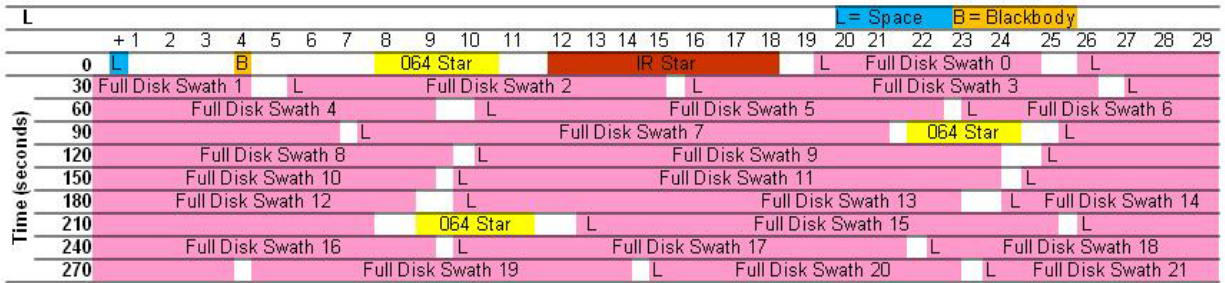 L L= Space B= Blackbody
+ 1 2 3 4 5 6 7 8 9 10 11 12 13 14 15 16 17 18 19 20 21 22 23 24 25 26 27 28 29
0 L B 064 Star IR Star L Full Disk Swath 0 L
30 Full Disk Swath 1 L Full Disk Swath 2 L Full Disk Swath 3 L
60 Full Disk Swath 4 L Full Disk Swath 5 L Full Disk Swath 6
90 L Full Disk Swath 7 064 Star L
120 Full Disk Swath 8 L Full Disk Swath 9 L
150 Full Disk Swath 10 L Full Disk Swath 11 L
180 Full Disk Swath 12 L Full Disk Swath 13 L Full Disk Swath 14
210 064 Star L Full Disk Swath 15 L
240 Full Disk Swath 16 L Full Disk Swath 17 L Full Disk Swath 18
270 Full Disk Swath 19 L Full Disk Swath 20 L Full Disk Swath 21
Time (seconds)